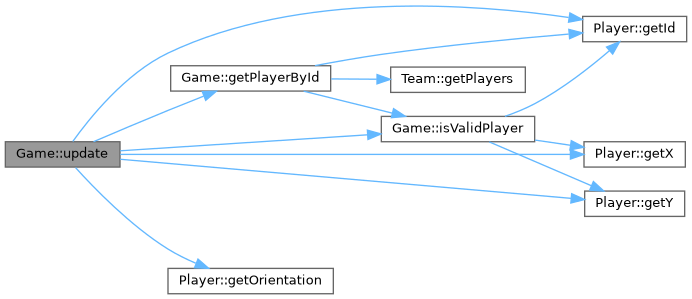 Player::getId
Game::getPlayerById
Team::getPlayers
Game::isValidPlayer
Game::update
Player::getX
Player::getY
Player::getOrientation